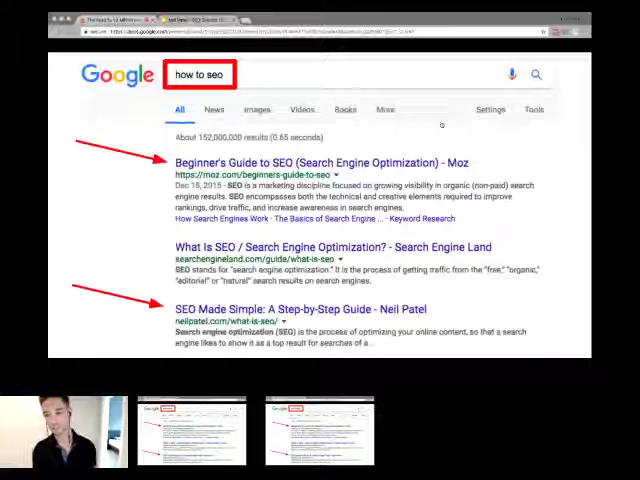 Google
how to seo
All News Images Videos Books More Settings Tools
About 152,000,000 results (0.65 seconds)
Beginner's Guide to SEO (Search Engine Optimization) - Moz
https://moz.com/beginners-guide-to-seo
Dec 16, 2015 - SEO is a marketing discipline focused on growing visibility in organic (non-paid) search
engine results. SEO encompasses both the technical and creative elements required to improve
rankings, drive traffic, and increase awareness in search engines.
How Search Engines Work · The Basics of Search Engine ... · Keyword Research
What Is SEO / Search Engine Optimization? - Search Engine Land
searchengineland.com/guide/what-is-seo
SEO stands for "search engine optimization." It is the process of getting traffic from the "free," "organic,"
"editorial" or "natural" search results on search engines.
SEO Made Simple: A Step-by-Step Guide - Neil Patel
neilpatel.com/what-is-seo/
Search engine optimization (SEO) is the process of optimizing your online content, so that a search
engine likes to show it as a top result for searches of a ...